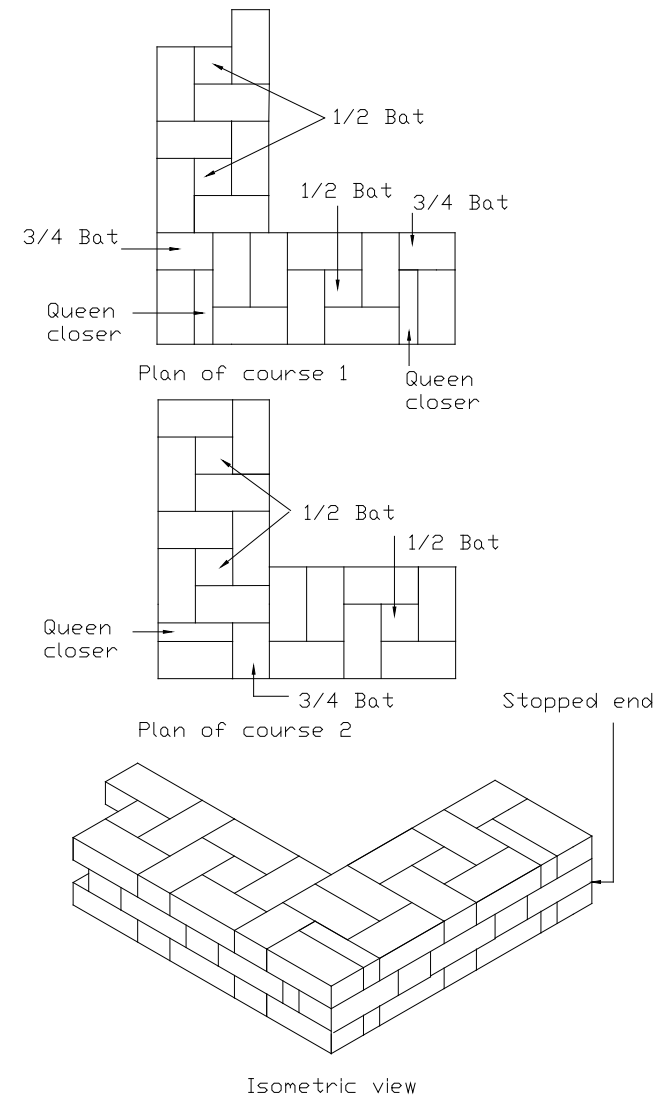 1/2 Bat
1/2 Bat
3/4 Bat
3/4 Bat
Queen
closer
Plan of course 1
Queen
closer
1/2 Bat
1/2 Bat
Queen
closer
3/4 Bat
Stopped end
Plan of course 2
Isometric view